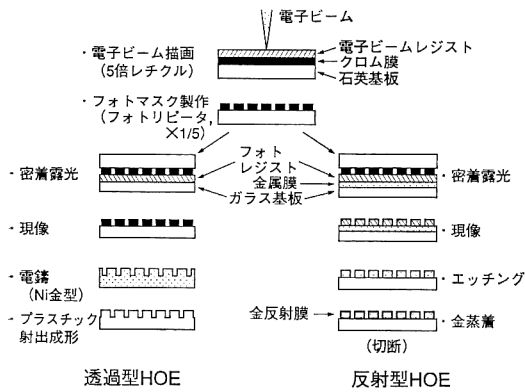 電子ビーム
・電子ビーム描画
(5倍レチクル)
電子ビームレジスト
クロム膜
石英基板
・フォトマスク製作
(フォトリピータ,
×1/5)
・密着露光
フォト
レジスト
金属膜
ガラス基板
・密着露光
・現像
・現像
・電鋳
(Ni金型)
・エッチング
・プラスチック
射出成形
金反射膜
・金蒸着
(切断)
透過型HOE
反射型HOE